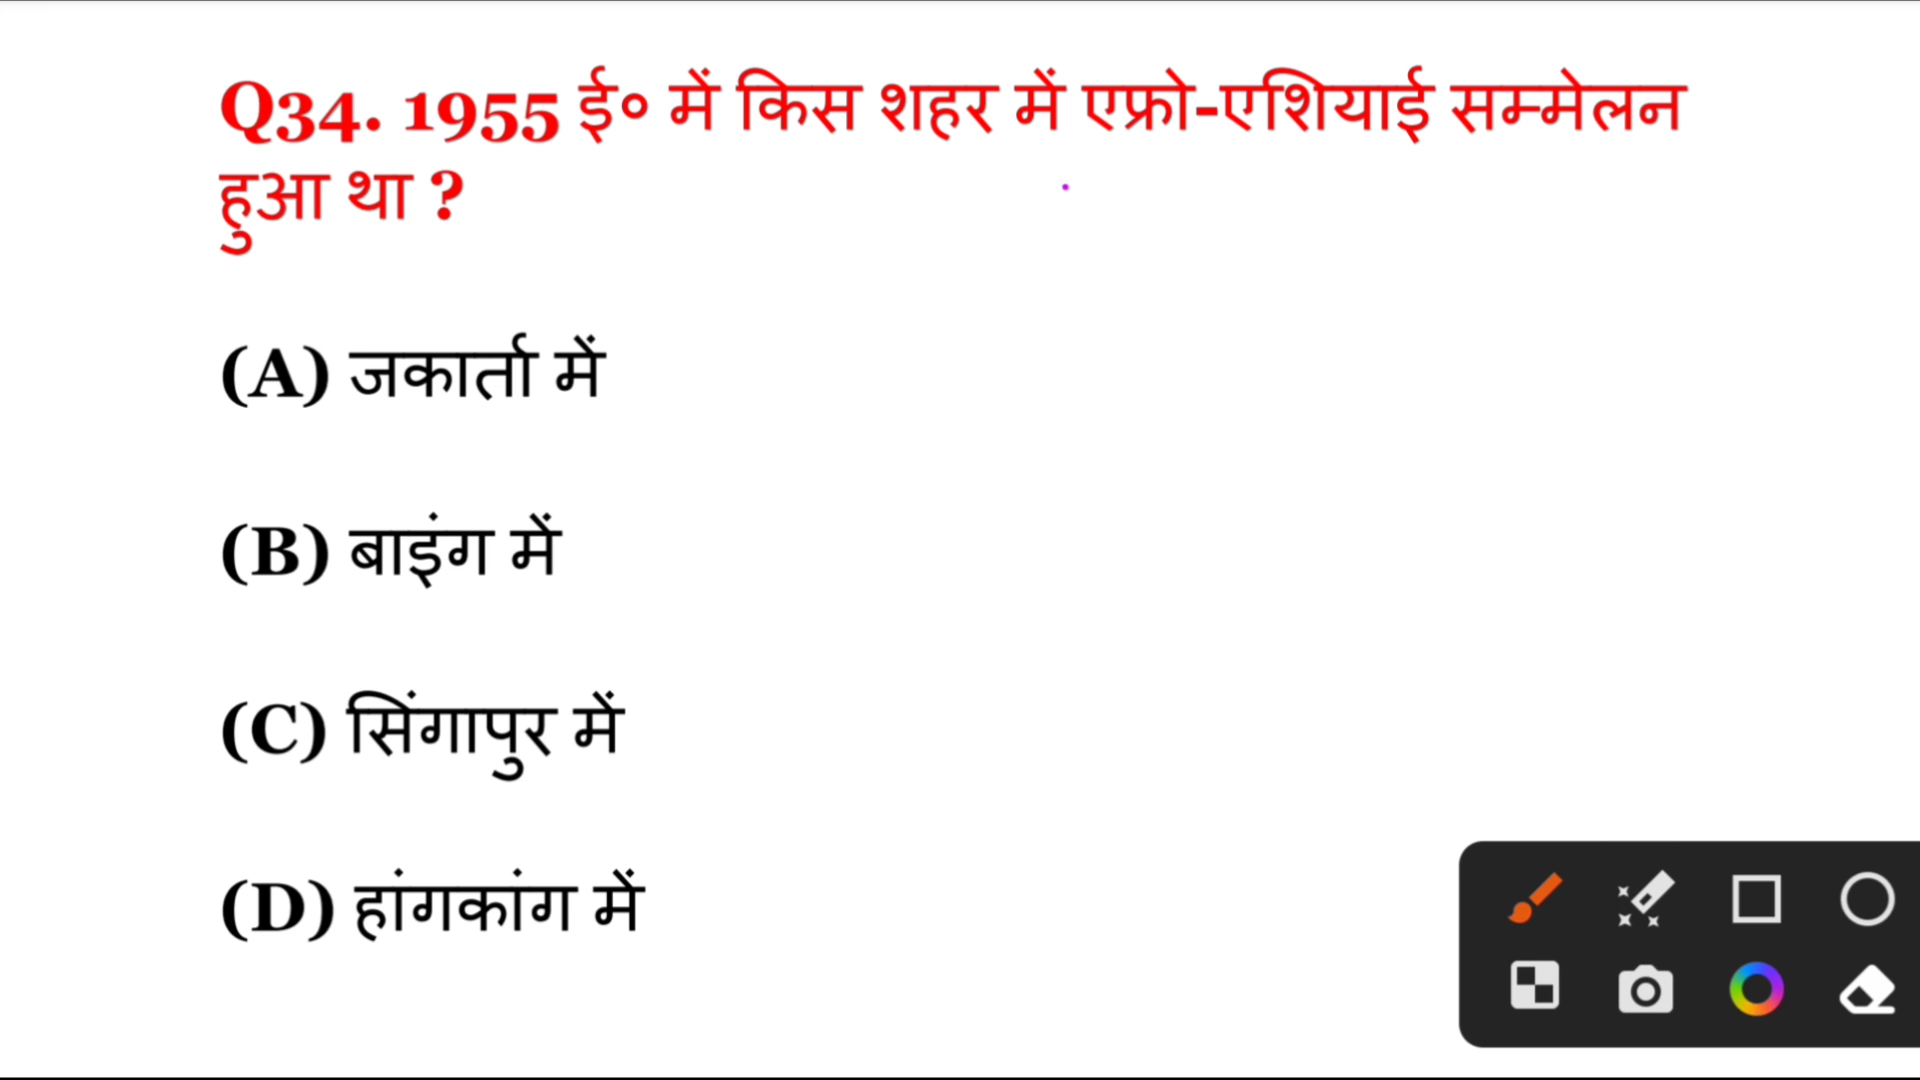 Q34. 1955 ई० में किस शहर में एफ्रो-एशियाई सम्मेलन
हुआ था ?
(A) जकार्ता में
(B) बाइंग में
(C) सिंगापुर में
(D) हांगकांग में